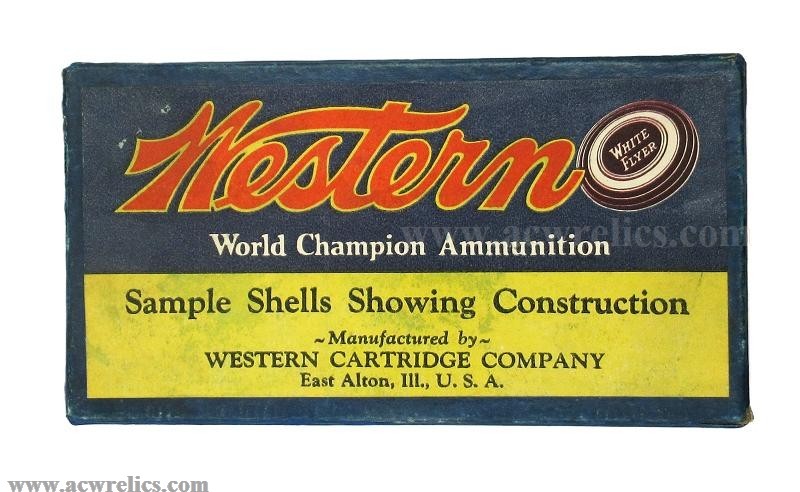 Western
WHITE
FLYER
www.acwrelics.com
World Champion Ammunition
Sample Shells Showing Construction
~Manufactured by~
WESTERN CARTRIDGE COMPANY
East Alton, Ill., U. S. A.
www.acwrelics.com